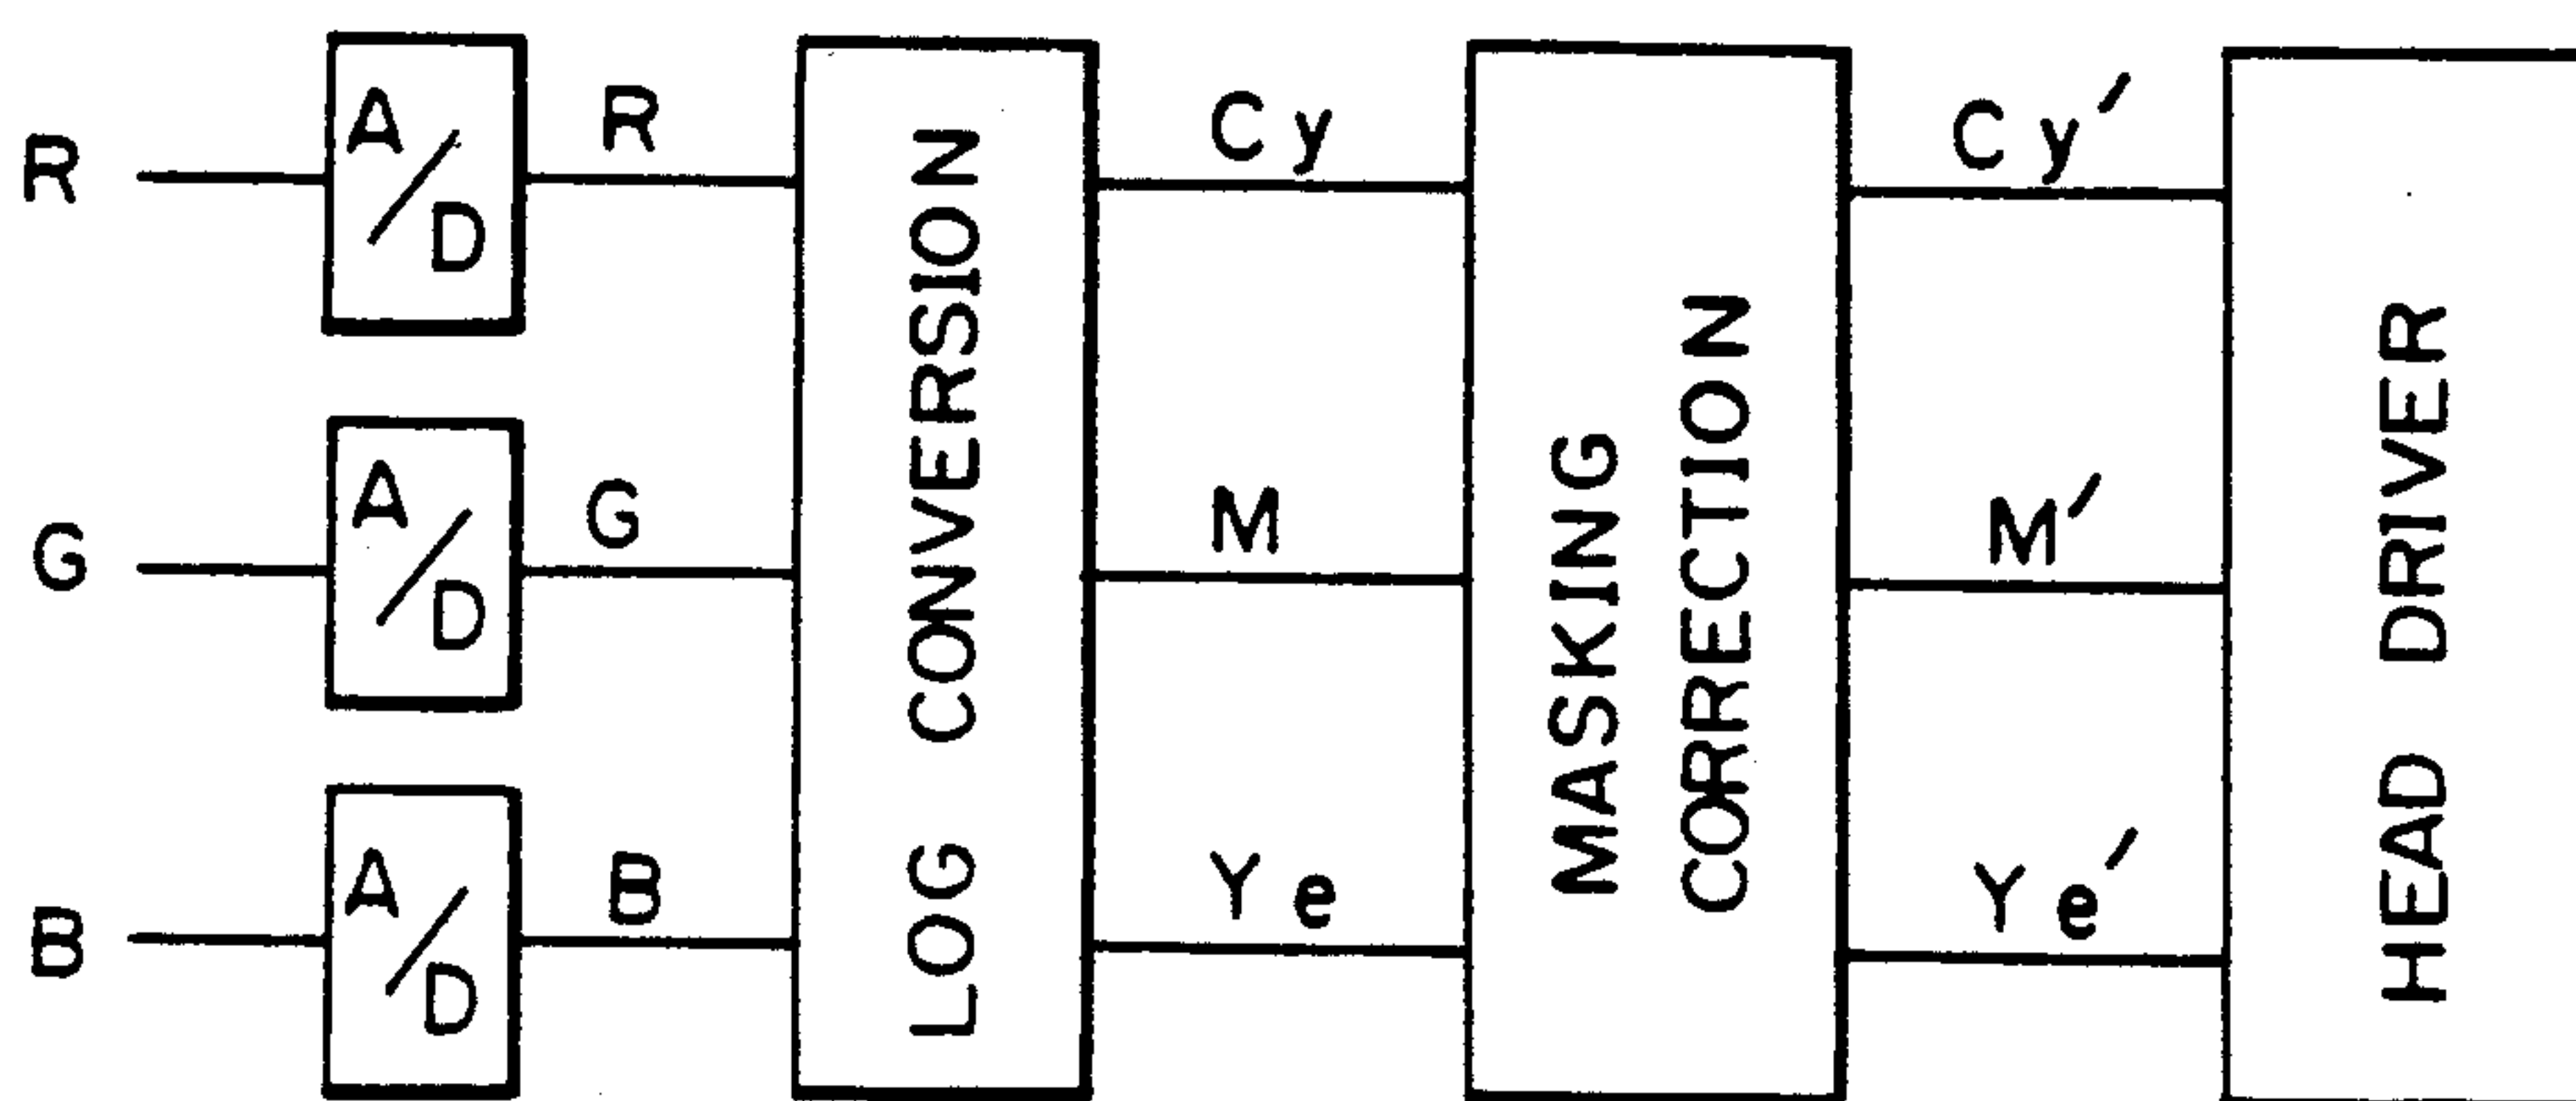 R
A/D
R
G
A/D
G
B
A/D
B
LOG CONVERSION
Cy
M
Ye
MASKING
CORRECTION
Cy′
M′
Ye′
HEAD DRIVER